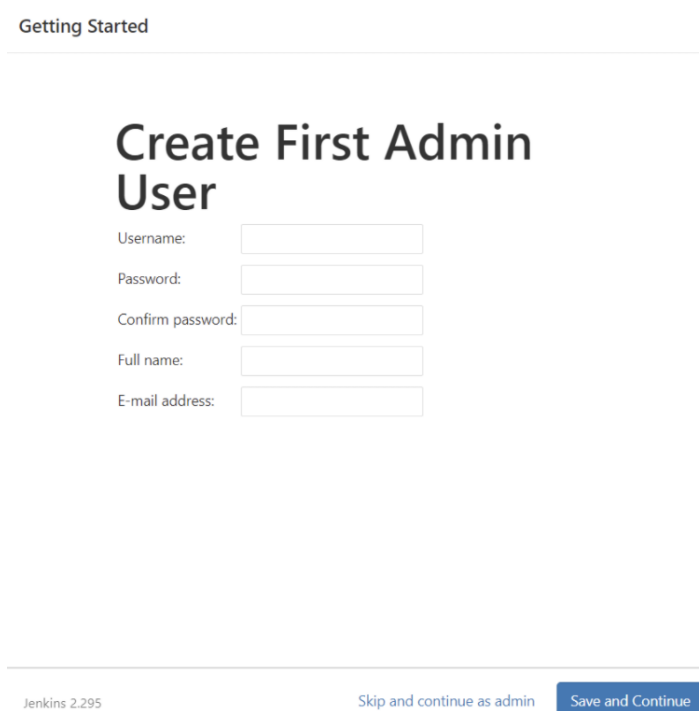 Getting Started
Create First Admin
User
Username:
Password:
Confirm password:
Full name:
E-mail address:
Jenkins 2.295
Skip and continue as admin
Save and Continue